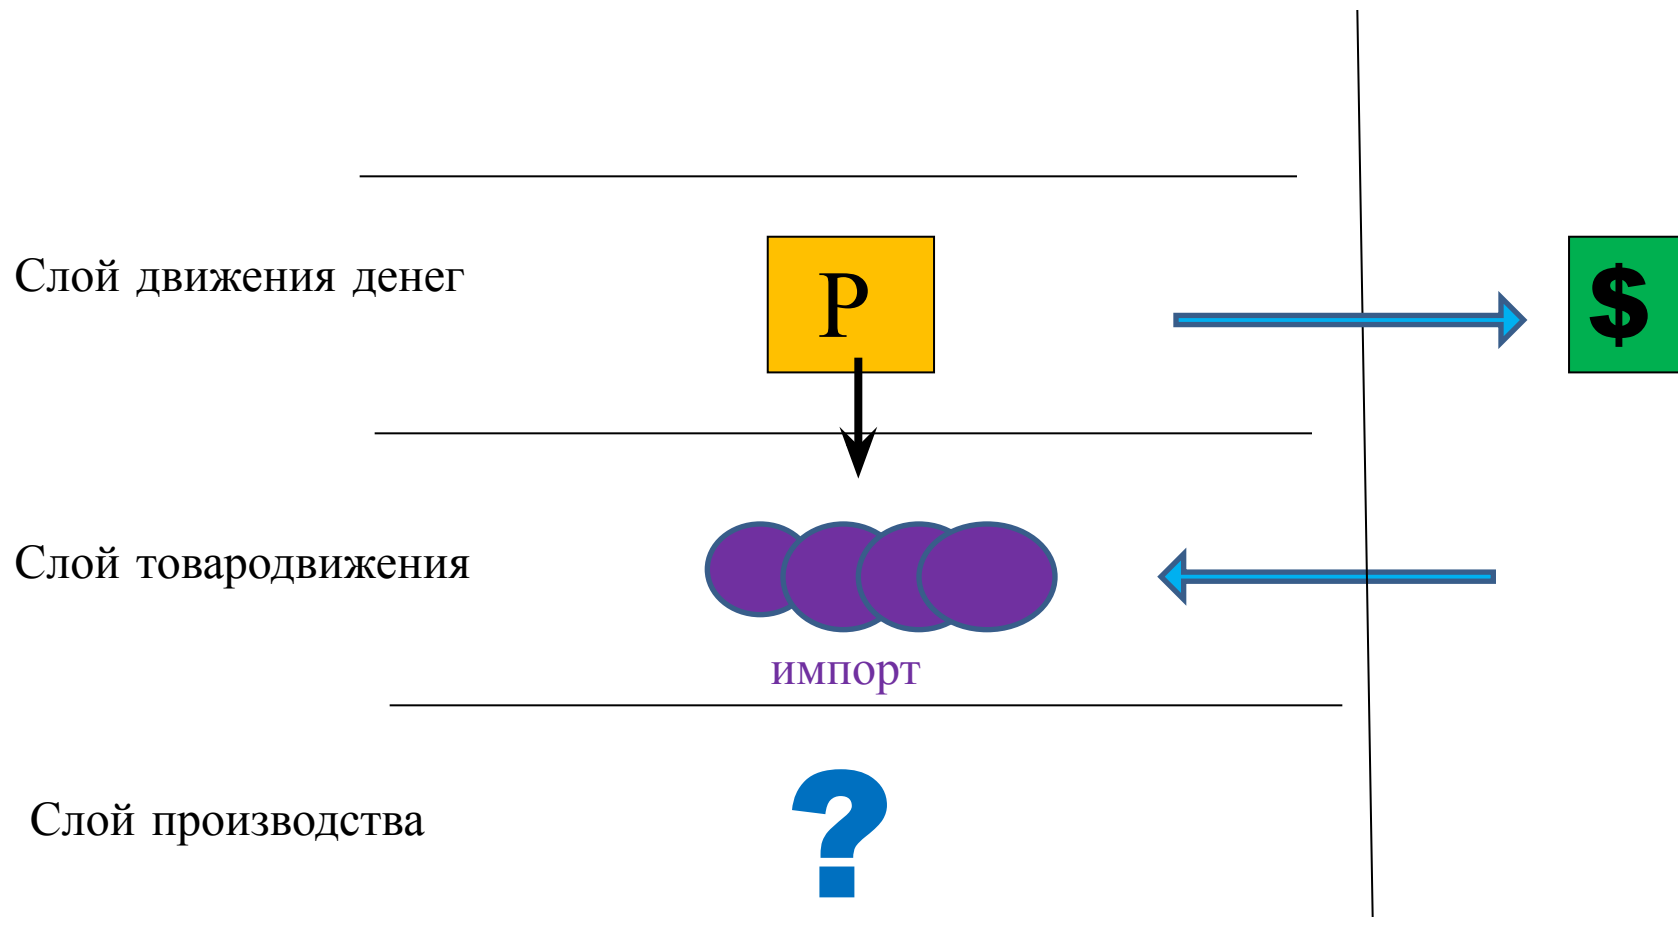 Слой движения денег
Р
$
Слой товародвижения
импорт
Слой производства
?